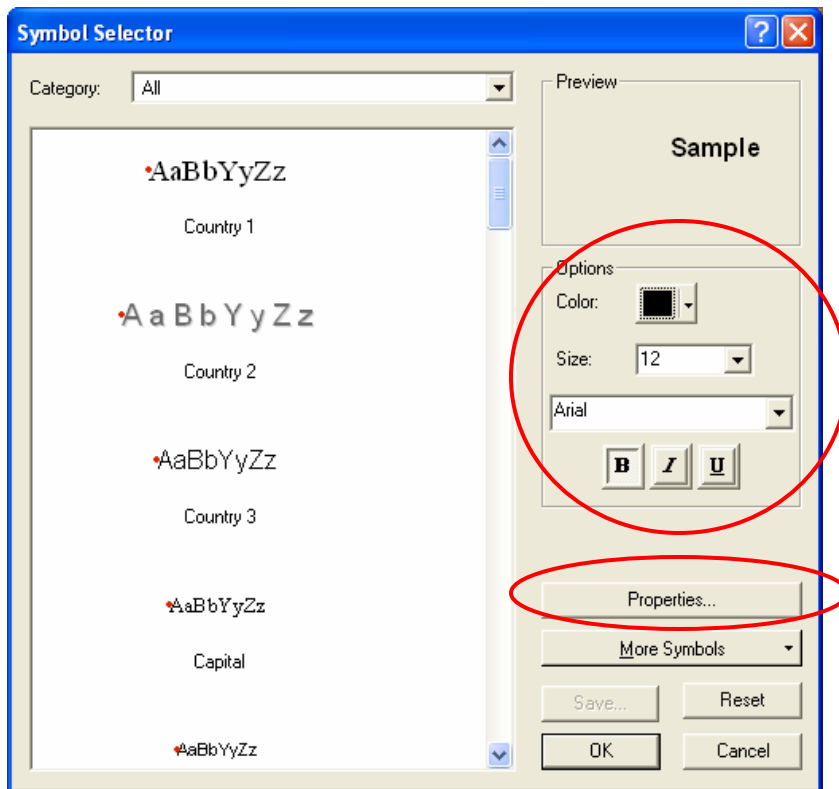 Symbol Selector
Category: All
AaBbYyZz
Country 1
AaBbYyZz
Country 2
AaBbYyZz
Country 3
AaBbYyZz
Capital
AaBbYyZz
Preview
Sample
Options
Color:
Size: 12
Arial
B I U
Properties...
More Symbols
Save... Reset
OK Cancel